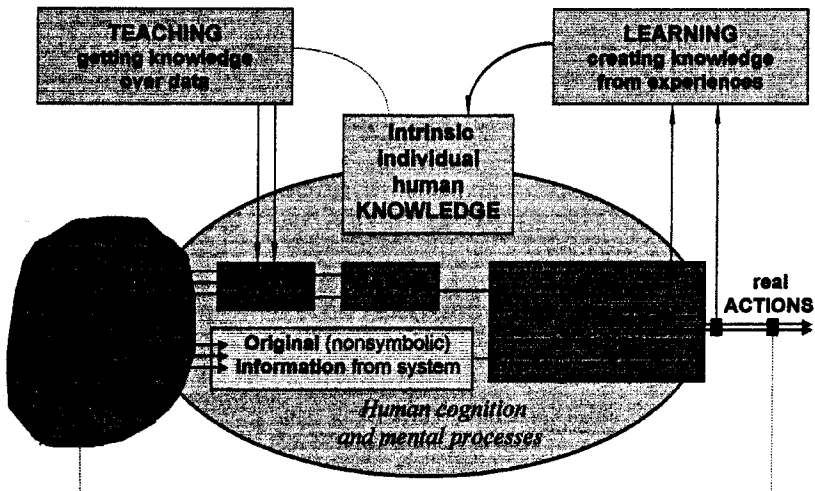 TEACHING
getting knowledge
over data
LEARNING
creating knowledge
from experiences
Intrinsic
individual
human
KNOWLEDGE
real
ACTIONS
Original (nonsymbolic)
information from system
Human cognition
and mental processes